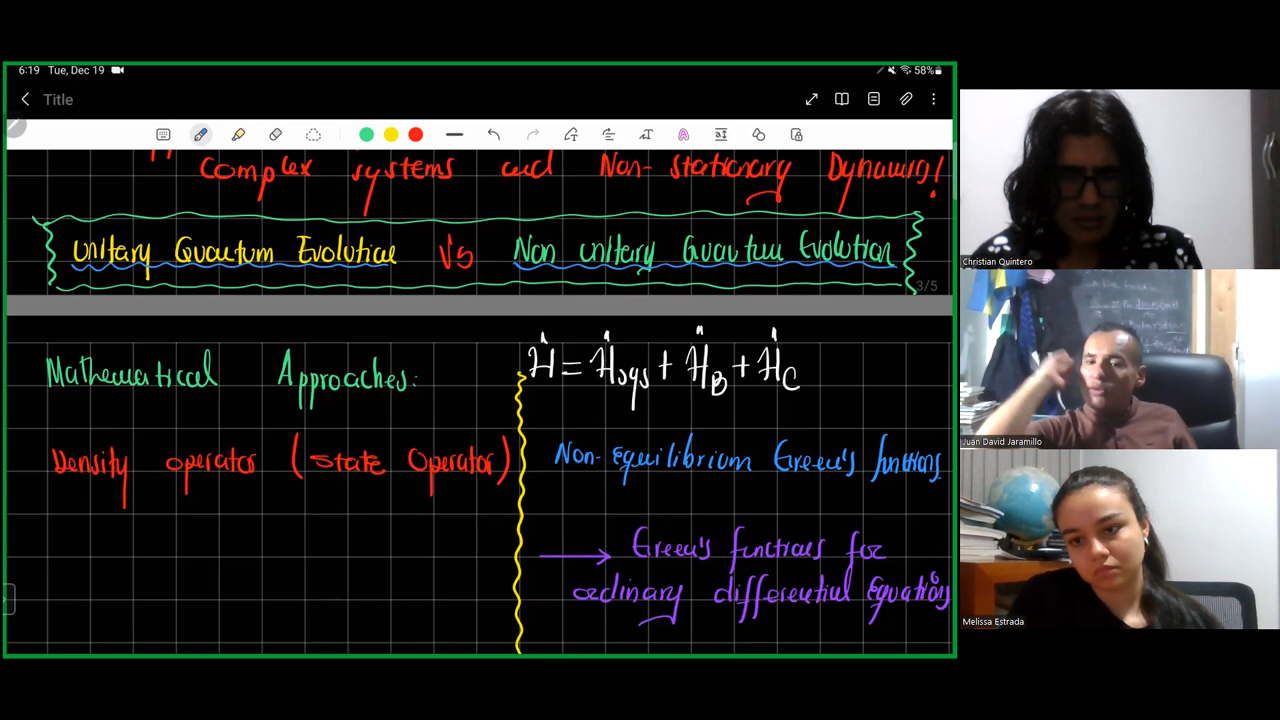 6:19 Tue, Dec 19 58%
Title
Complex systems and Non-stationary Dynamics!
Unitary Quantum Evolution Vs Non unitary Quantum Evolution
3/5
Mathematical Approaches:
Ĥ = Ĥsys + ĤB + ĤC
Density operator (state Operator)
Non-Equilibrium Green's functions
→ Green's functions for
ordinary differential Equations
Christian Quintero
Juan David Jaramillo
Melissa Estrada